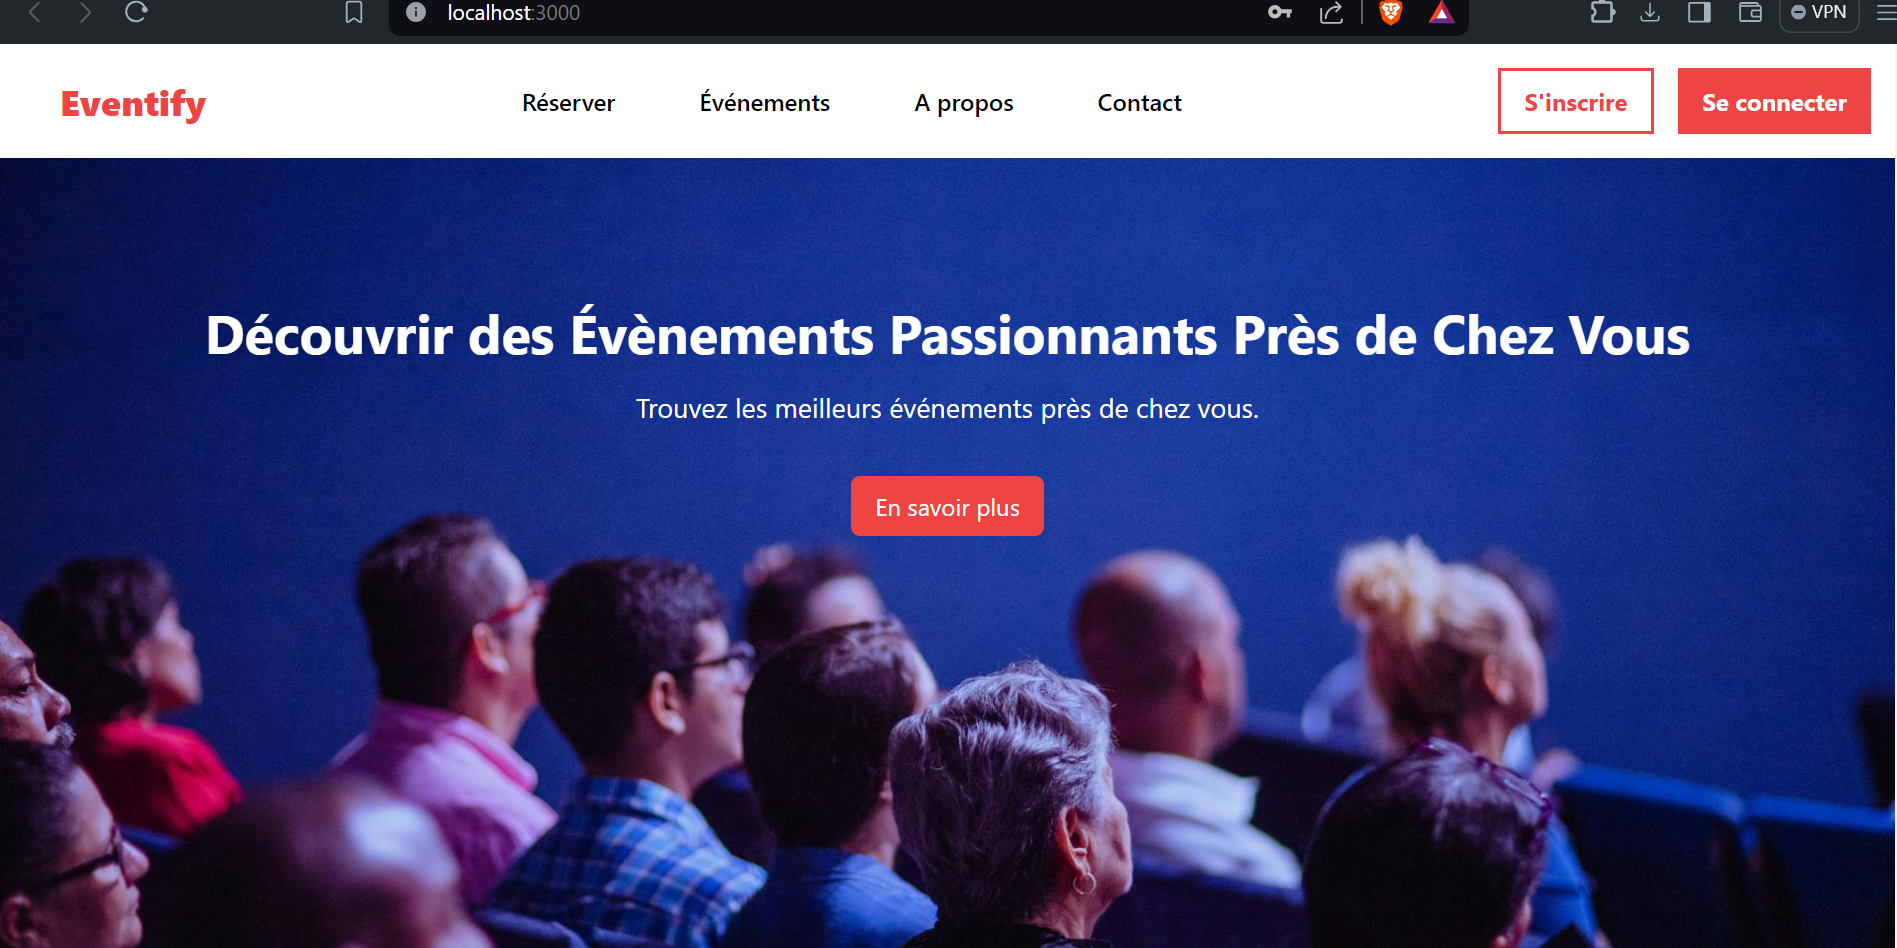 localhost:3000
VPN
Eventify
Réserver
Événements
A propos
Contact
S'inscrire
Se connecter
Découvrir des Évènements Passionnants Près de Chez Vous
Trouvez les meilleurs événements près de chez vous.
En savoir plus